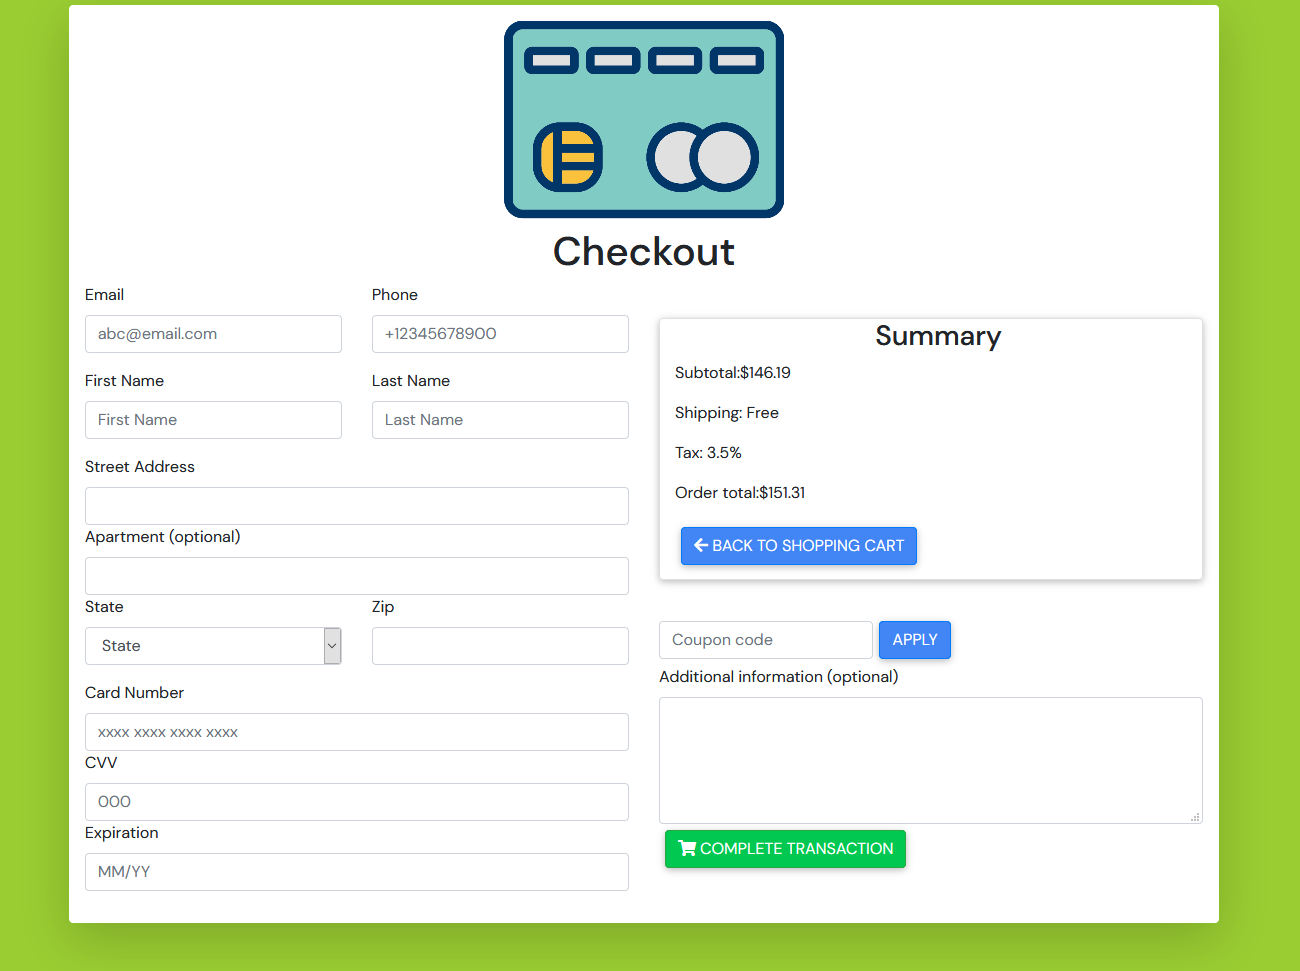 Checkout
Email
Phone
abc@email.com
+12345678900
First Name
Last Name
First Name
Last Name
Street Address
Apartment (optional)
State
Zip
State
Card Number
xxxx xxxx xxxx xxxx
CVV
000
Expiration
MM/YY
Summary
Subtotal:$146.19
Shipping: Free
Tax: 3.5%
Order total:$151.31
BACK TO SHOPPING CART
Coupon code
APPLY
Additional information (optional)
COMPLETE TRANSACTION